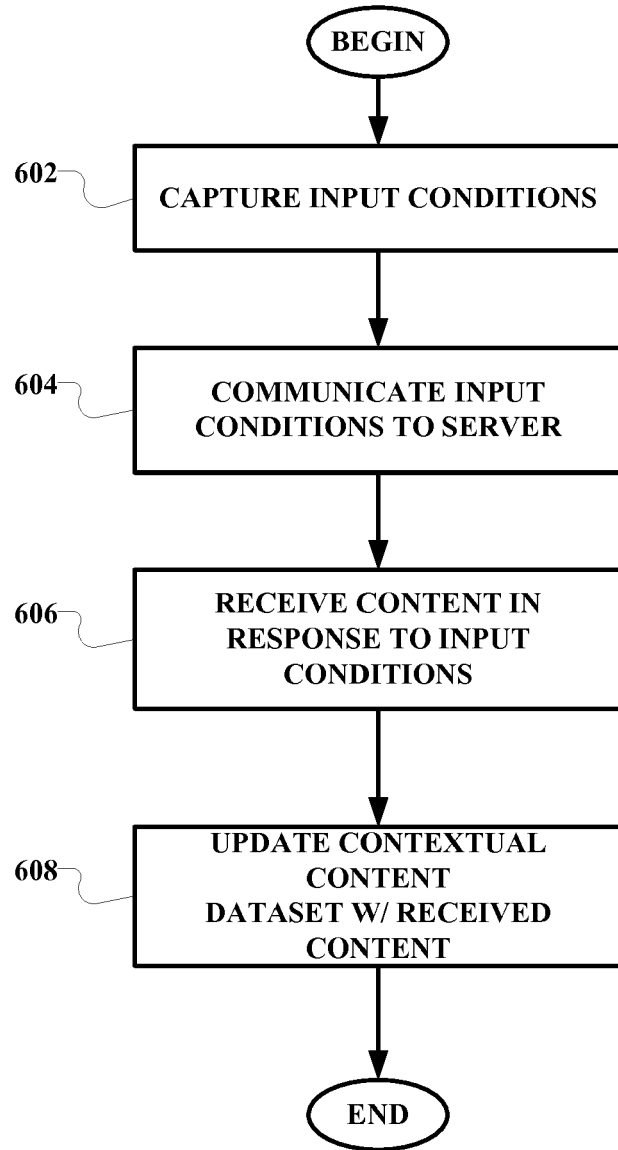 BEGIN
602
CAPTURE INPUT CONDITIONS
604
COMMUNICATE INPUT
CONDITIONS TO SERVER
606
RECEIVE CONTENT IN
RESPONSE TO INPUT
CONDITIONS
608
UPDATE CONTEXTUAL
CONTENT
DATASET W/ RECEIVED
CONTENT
END